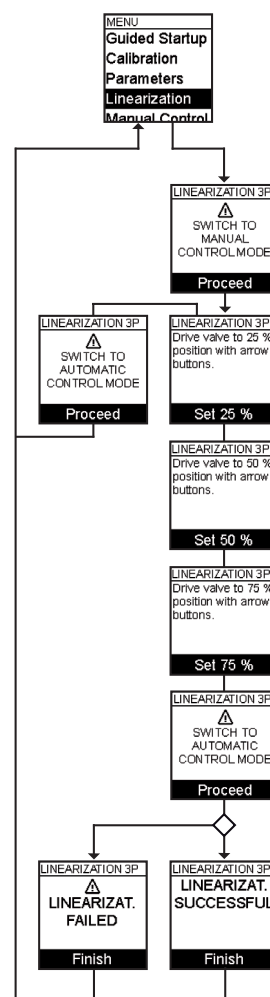 MENU
Guided Startup
Calibration
Parameters
Linearization
Manual Control
LINEARIZATION 3P
SWITCH TO
MANUAL
CONTROL MODE
Proceed
LINEARIZATION 3P
SWITCH TO
AUTOMATIC
CONTROL MODE
Proceed
LINEARIZATION 3P
Drive valve to 25 %
position with arrow
buttons.
Set 25 %
LINEARIZATION 3P
Drive valve to 50 %
position with arrow
buttons.
Set 50 %
LINEARIZATION 3P
Drive valve to 75 %
position with arrow
buttons.
Set 75 %
LINEARIZATION 3P
SWITCH TO
AUTOMATIC
CONTROL MODE
Proceed
LINEARIZATION 3P
LINEARIZAT.
FAILED
Finish
LINEARIZATION 3P
LINEARIZAT.
SUCCESSFUL
Finish